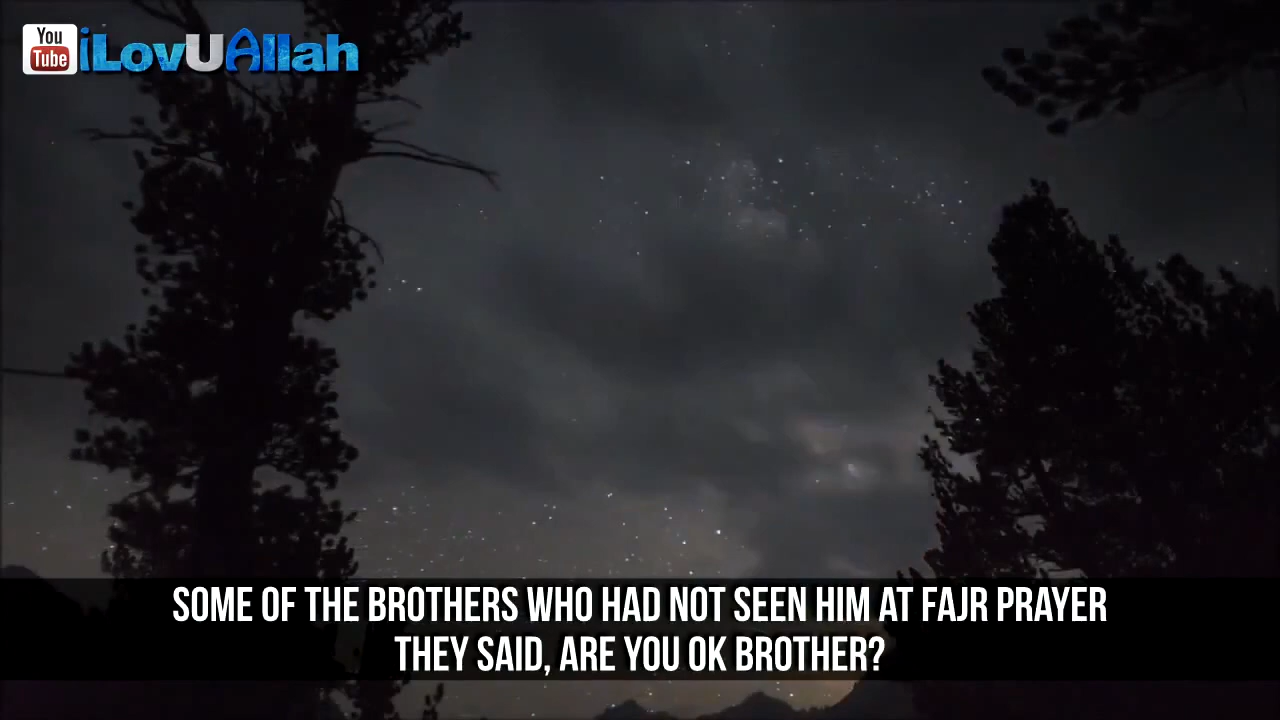 You
Tube
iLovUAllah
SOME OF THE BROTHERS WHO HAD NOT SEEN HIM AT FAJR PRAYER
THEY SAID, ARE YOU OK BROTHER?